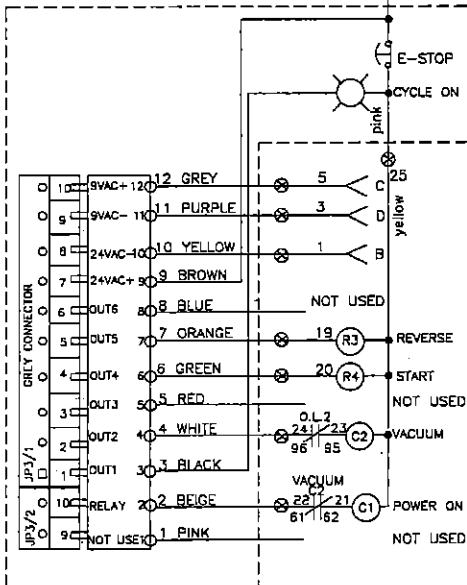 E-STOP
CYCLE ON
pink
25
10 9VAC+ 12 12 GREY 5 C
9 9VAC- 11 11 PURPLE 3 D
yellow
8 24VAC- 10 10 YELLOW 1 B
7 24VAC+ 9 9 BROWN
6 OUT6 8 8 BLUE NOT USED
5 OUT5 7 7 ORANGE 19 R3 REVERSE
4 OUT4 6 6 GREEN 20 R4 START
3 OUT3 5 5 RED NOT USED
O.L.2
2 OUT2 4 4 WHITE 24 23 C2 VACUUM
96 95
1 OUT1 3 3 BLACK
VACUUM
C2
10 RELAY 2 2 BEIGE 22 21 C1 POWER ON
61 62
9 NOT USE 1 1 PINK NOT USED
GREY CONNECTOR
JP3/1
JP3/2